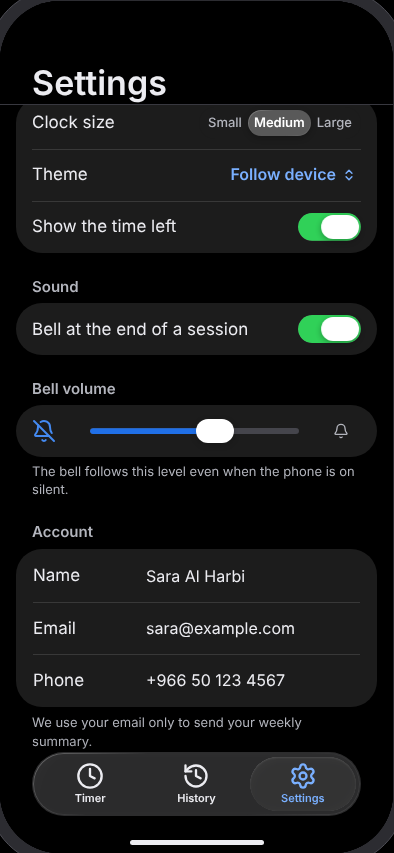 Settings
Clock size Small Medium Large
Theme Follow device
Show the time left
Sound
Bell at the end of a session
Bell volume
The bell follows this level even when the phone is on
silent.
Account
Name Sara Al Harbi
Email sara@example.com
Phone +966 50 123 4567
We use your email only to send your weekly
summary.
Timer History Settings